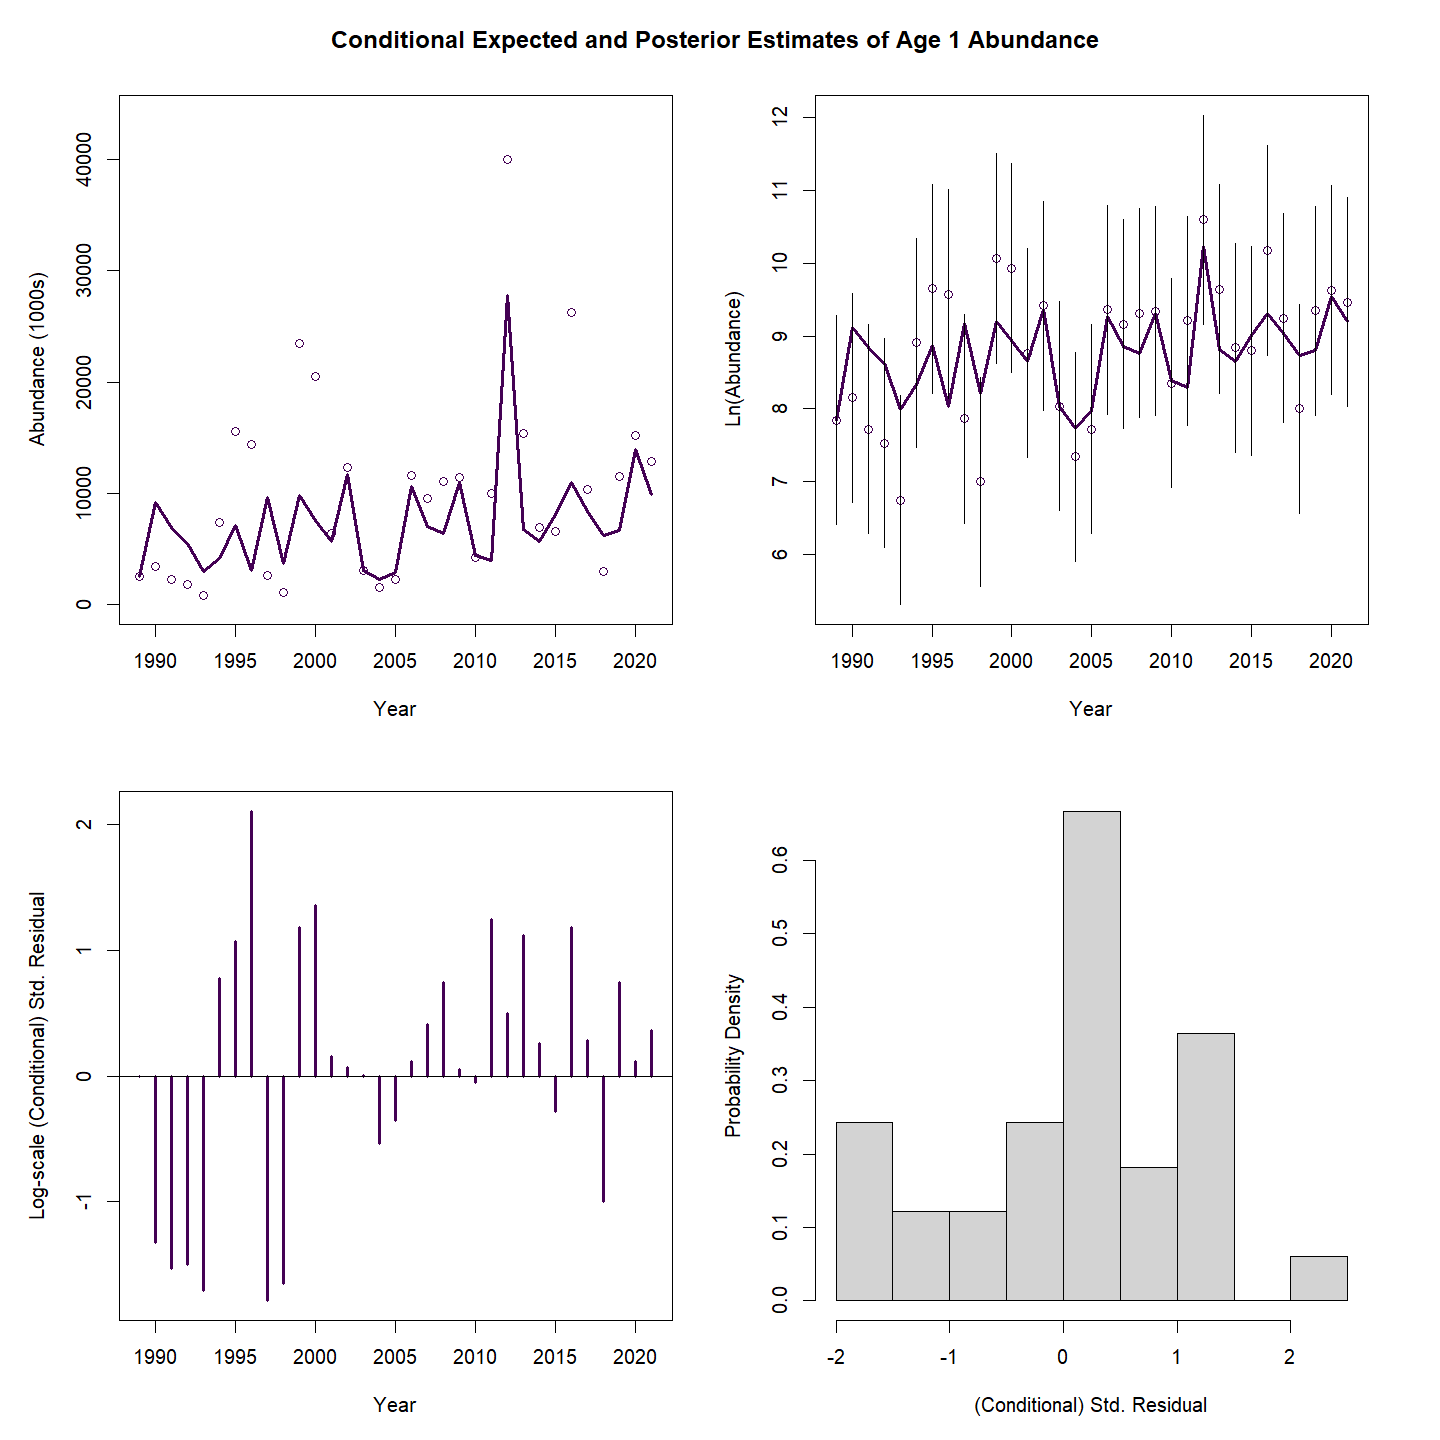 Conditional Expected and Posterior Estimates of Age 1 Abundance
Abundance (1000s)
40000
30000
20000
10000
0
1990 1995 2000 2005 2010 2015 2020
Year
Ln(Abundance)
12
11
10
9
8
7
6
1990 1995 2000 2005 2010 2015 2020
Year
Log-scale (Conditional) Std. Residual
2
1
0
-1
1990 1995 2000 2005 2010 2015 2020
Year
Probability Density
0.6
0.5
0.4
0.3
0.2
0.1
0.0
-2 -1 0 1 2
(Conditional) Std. Residual